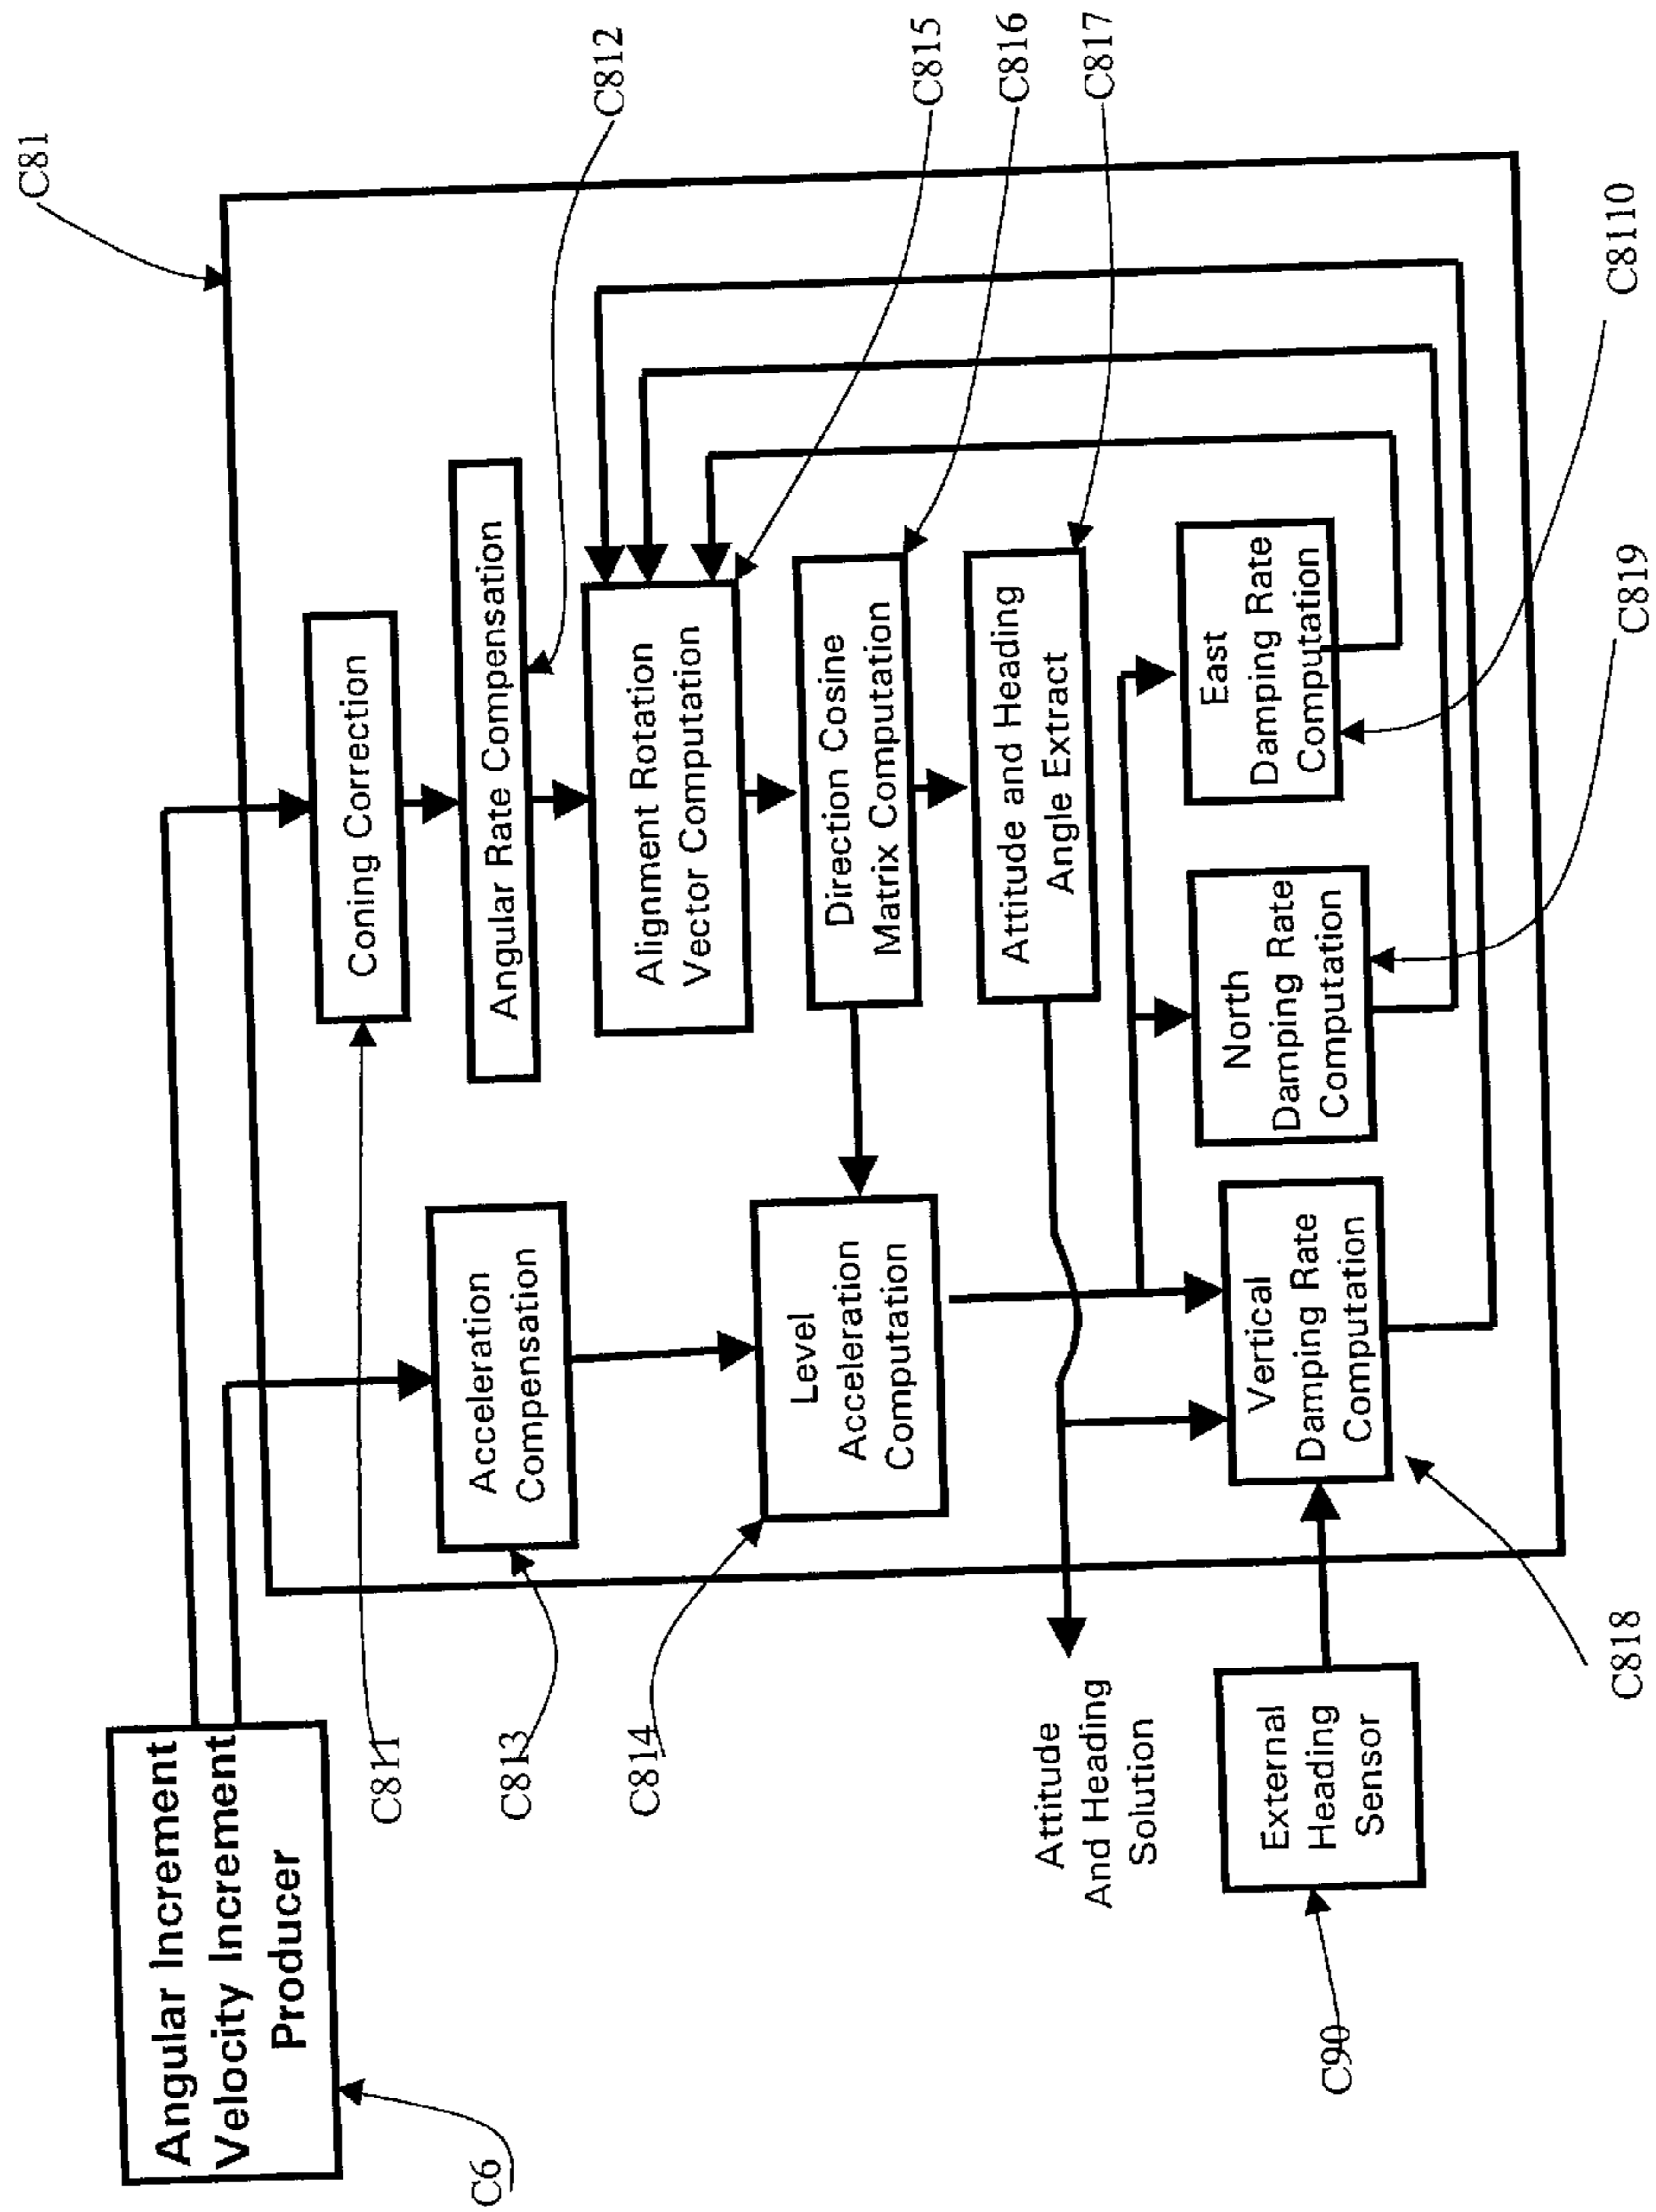 C81
C812
C815
C816
C817
C8110
C819
Coning Correction
Angular Rate Compensation
Alignment Rotation
Vector Computation
Direction Cosine
Matrix Computation
Attitude and Heading
Angle Extract
East
Damping Rate
Computation
North
Damping Rate
Computation
Acceleration
Compensation
Level
Acceleration
Computation
Vertical
Damping Rate
Computation
Angular Increment
Velocity Increment
Producer
C811
C813
C814
Attitude
And Heading
Solution
External
Heading
Sensor
C818
C6
C90